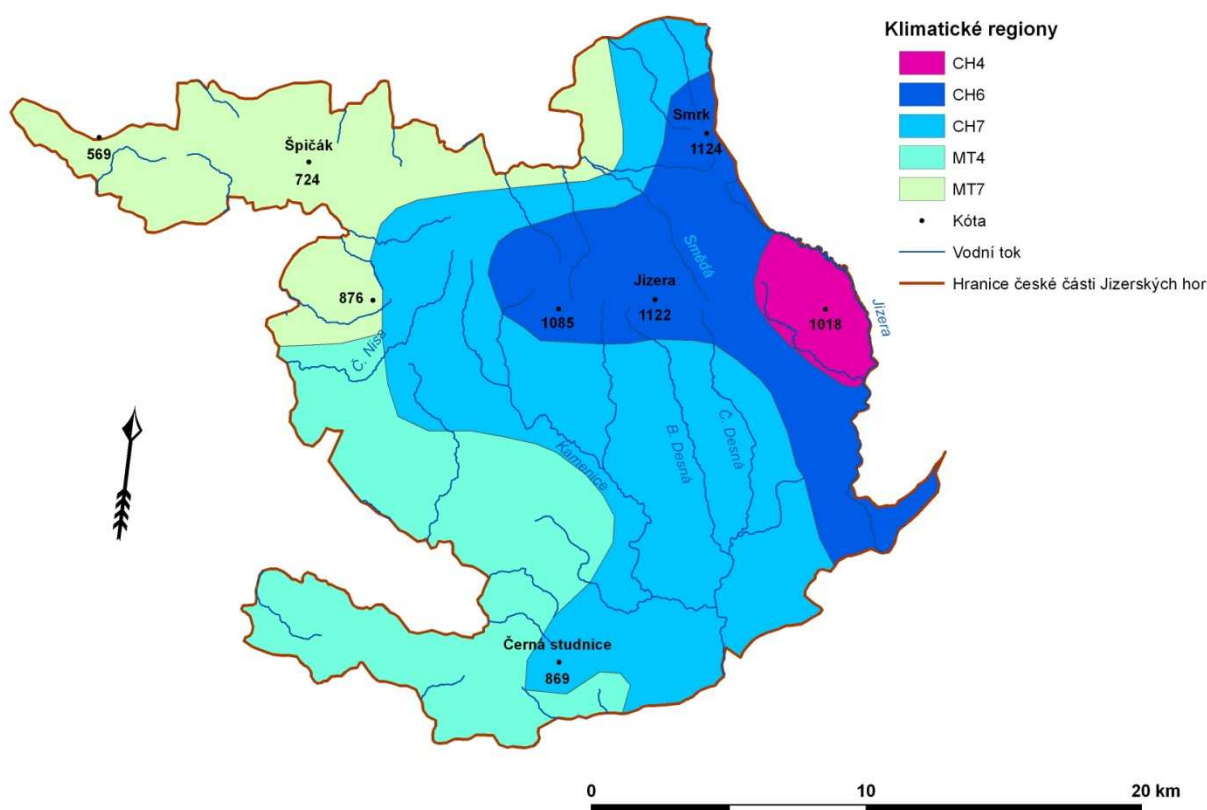 Klimatické regiony
CH4
CH6
CH7
MT4
MT7
Kóta
Vodní tok
Hranice české části Jizerských hor
Smrk
1124
569
Špičák
724
Smědá
876
Jizera
1122
1085
1018
Jizera
Č. Nisa
Kamenice
B. Desná
Č. Desná
Černá studnice
869
0
10
20 km